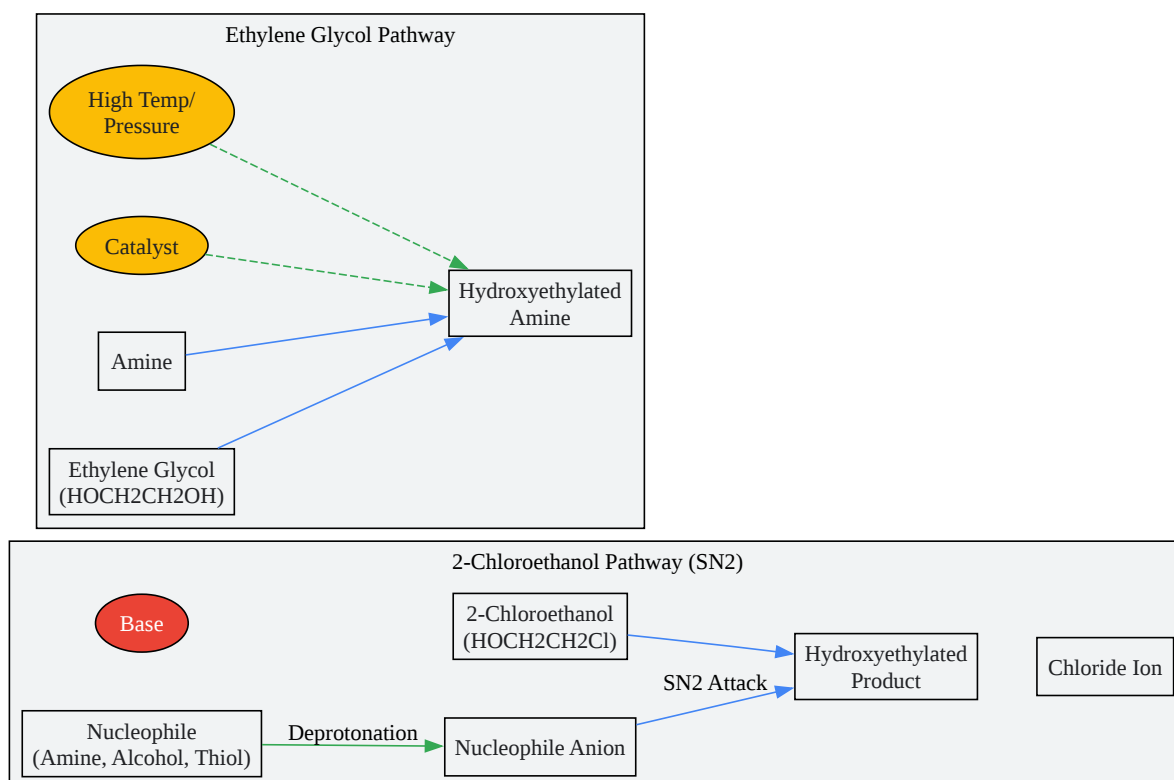 Ethylene Glycol Pathway
High Temp/
Pressure
Catalyst
Hydroxyethylated
Amine
Amine
Ethylene Glycol
(HOCH2CH2OH)
2-Chloroethanol Pathway (SN2)
Base
2-Chloroethanol
(HOCH2CH2Cl)
Hydroxyethylated
Product
Chloride Ion
SN2 Attack
Nucleophile
(Amine, Alcohol, Thiol)
Deprotonation
Nucleophile Anion